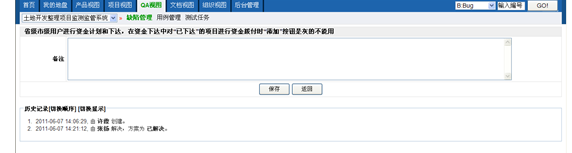 首页 我的地盘 产品视图 项目视图 QA视图 文档视图 组织视图 后台管理 B:Bug 输入编号 GO!
土地开发整理项目监测监管系统 » 缺陷管理 用例管理 测试任务
省级市级用户进行资金计划和下达，在资金下达中对“已下达”的项目进行资金拨付时“添加”按钮是灰的不能用
备注
保存 返回
历史记录[切换顺序] [切换显示]
1. 2011-06-07 14:06:29, 由 许俊 创建。
2. 2011-06-07 14:21:12, 由 张扬 解决，方案为 已解决。